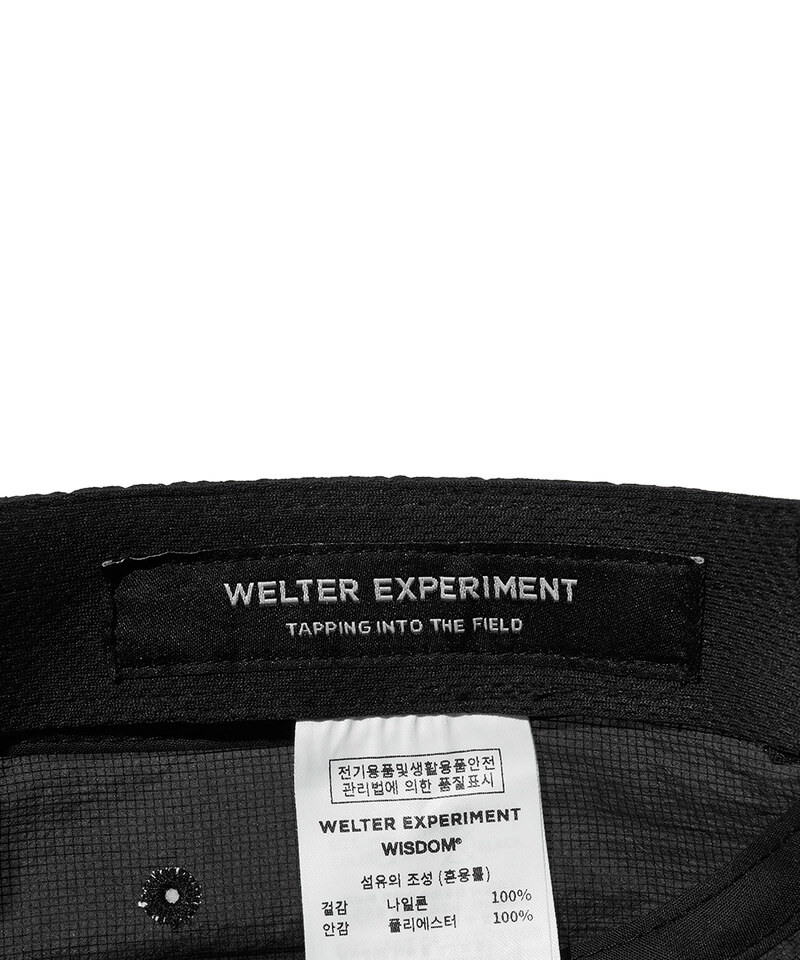 WELTER EXPERIMENT
TAPPING INTO THE FIELD
전기용품및생활용품안전
관리법에 의한 품질표시
WELTER EXPERIMENT
WISDOM®
섬유의 조성 (혼용률)
겉감 나일론 100%
안감 폴리에스터 100%